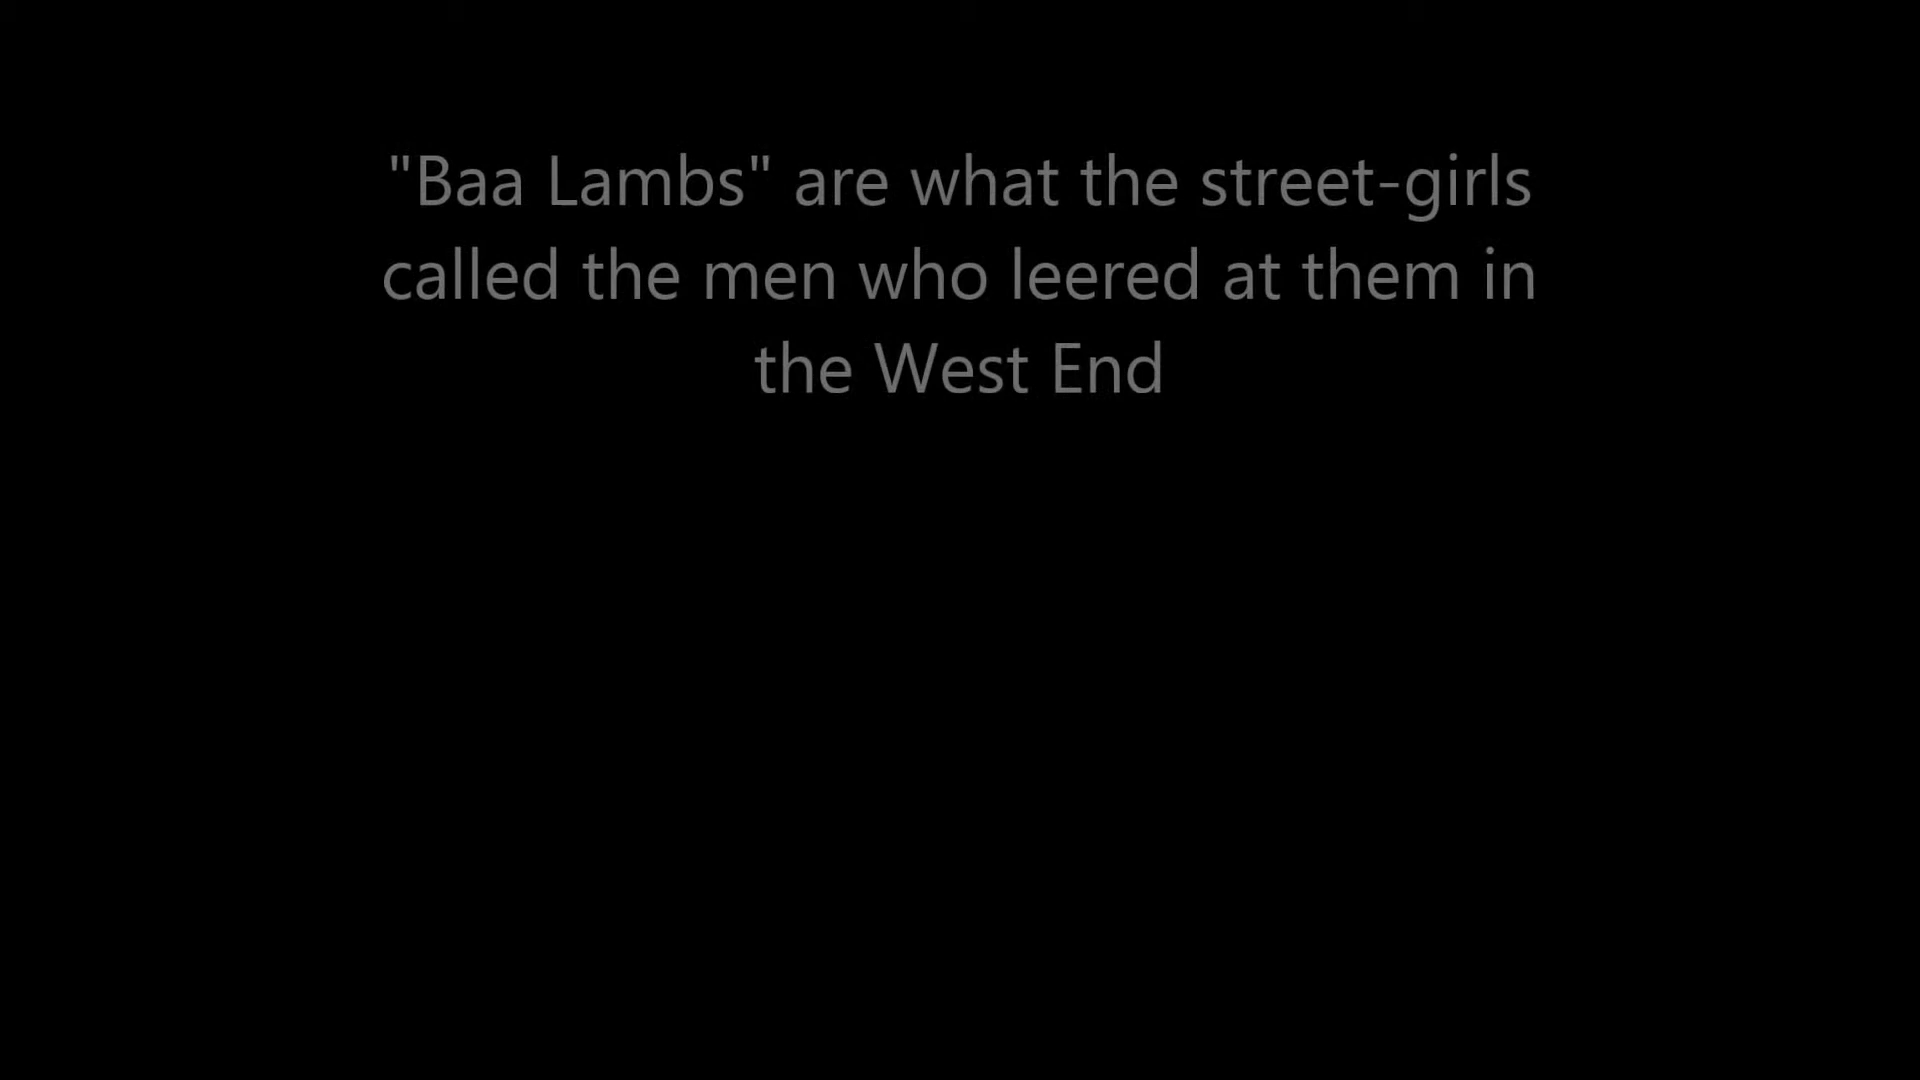 "Baa Lambs" are what the street-girls
called the men who leered at them in
the West End